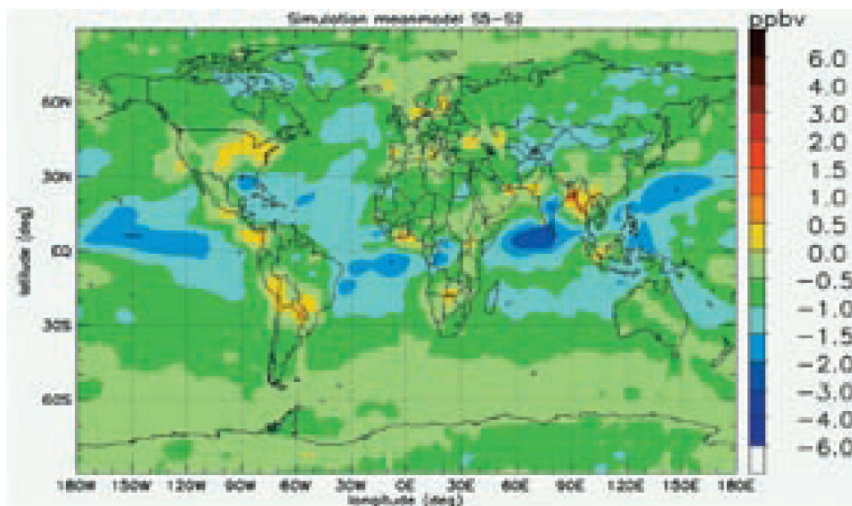 Simulation meanmodel S5-S2
ppbv
6.0
4.0
3.0
2.0
1.5
1.0
0.5
0.0
-0.5
-1.0
-1.5
-2.0
-3.0
-4.0
-6.0
latitude (deg)
60N
30N
EQ
30S
60S
180W 150W 120W 90W 60W 30W 0E 30E 60E 90E 120E 150E 180E
longitude (deg)